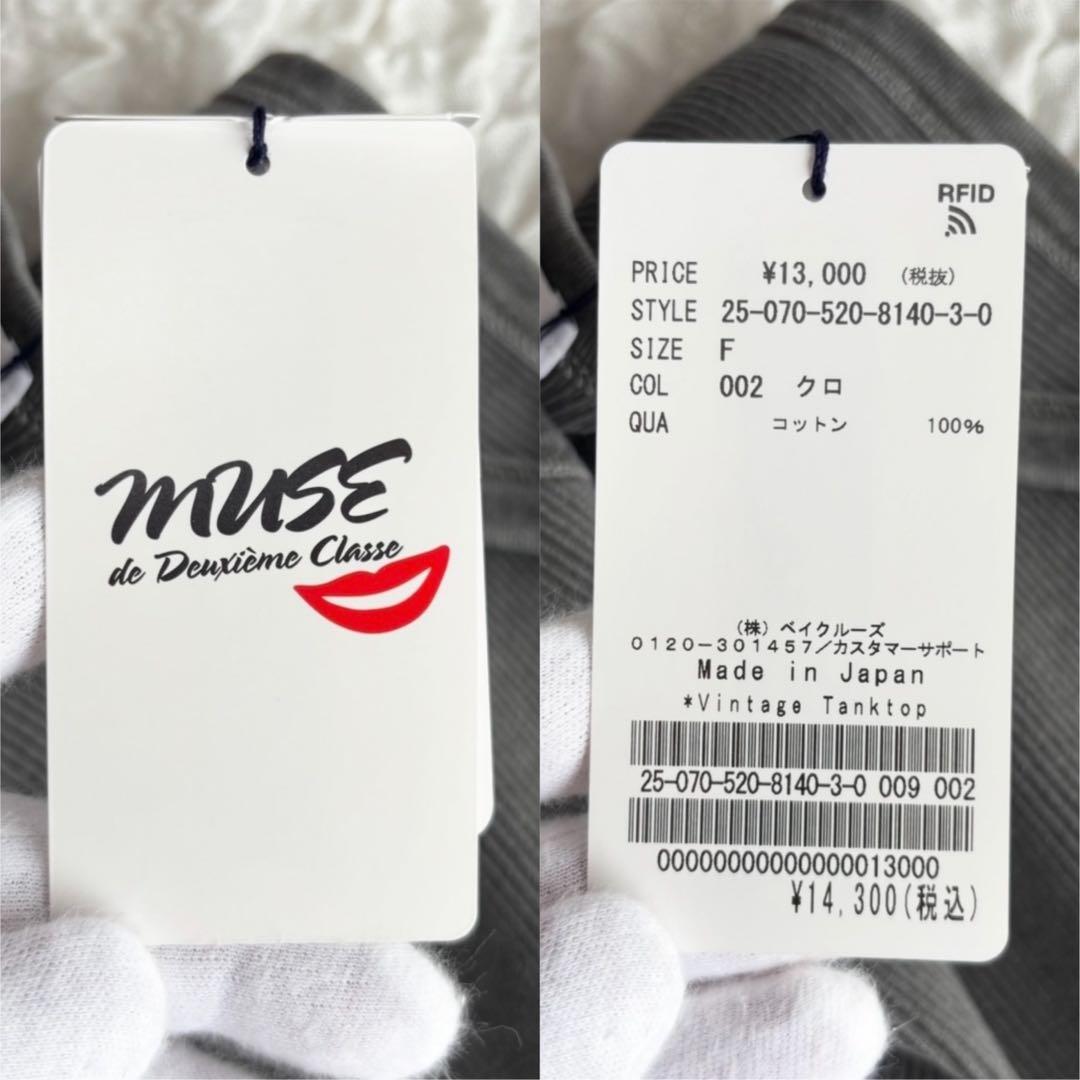 MUSE
de Deuxième Classe
RFID
PRICE ¥13,000 (税抜)
STYLE 25-070-520-8140-3-0
SIZE F
COL 002 クロ
QUA コットン 100%
(株) ベイクルーズ
0120-301457/カスタマーサポート
Made in Japan
*Vintage Tanktop
25-070-520-8140-3-0 009 002
0000000000000013000
¥14,300(税込)